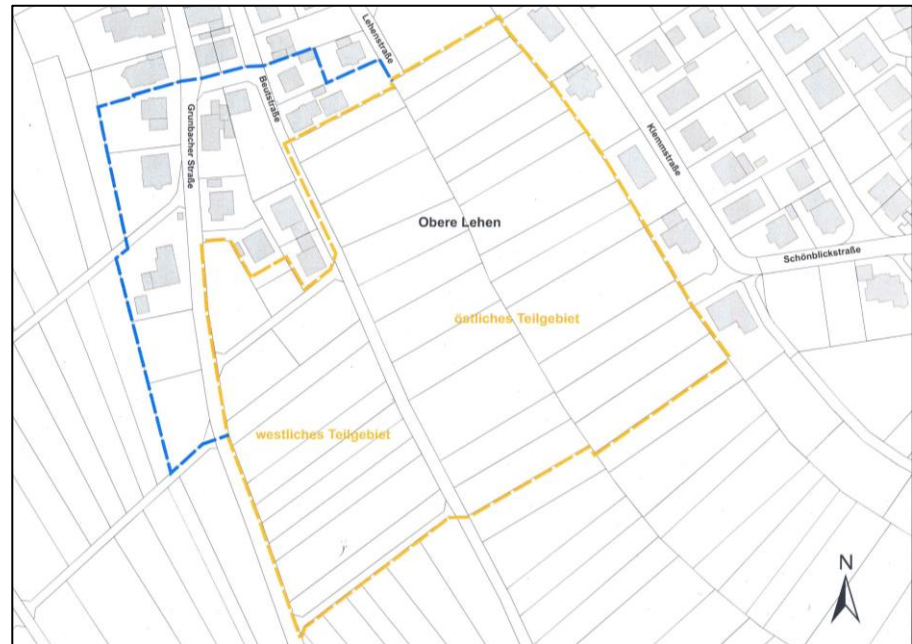 Lehenstraße
Beutstraße
Grunbacher Straße
Klemmstraße
Obere Lehen
Schönblickstraße
östliches Teilgebiet
westliches Teilgebiet
N